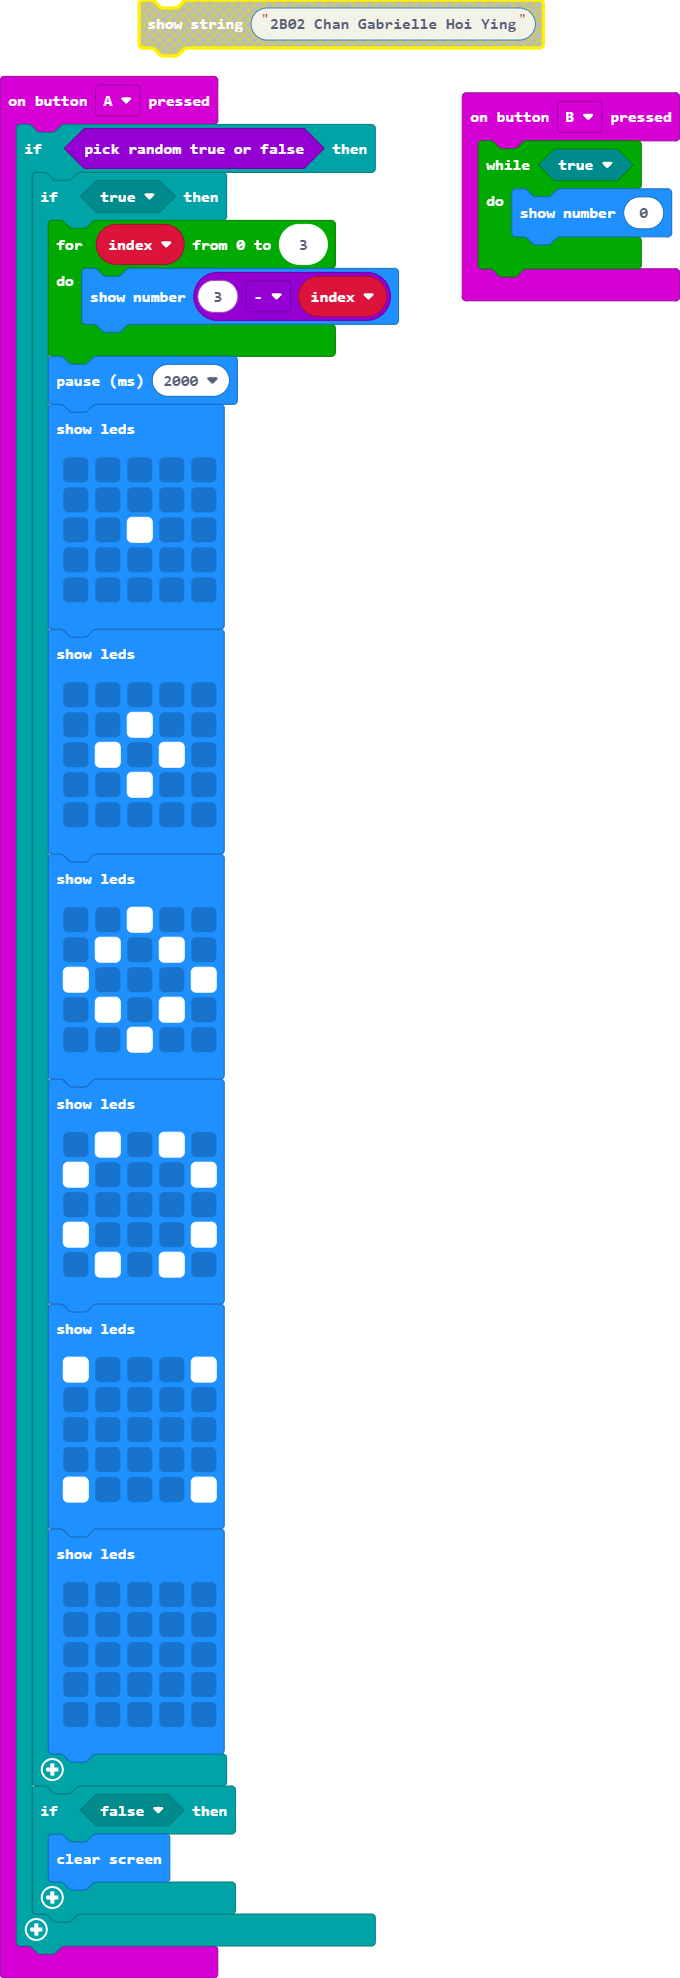 show string "2B02 Chan Gabrielle Hoi Ying"
on button A pressed
if pick random true or false then
if true then
for index from 0 to 3
do show number 3 - index
pause (ms) 2000
show leds
show leds
show leds
show leds
show leds
show leds
if false then
clear screen
on button B pressed
while true
do show number 0